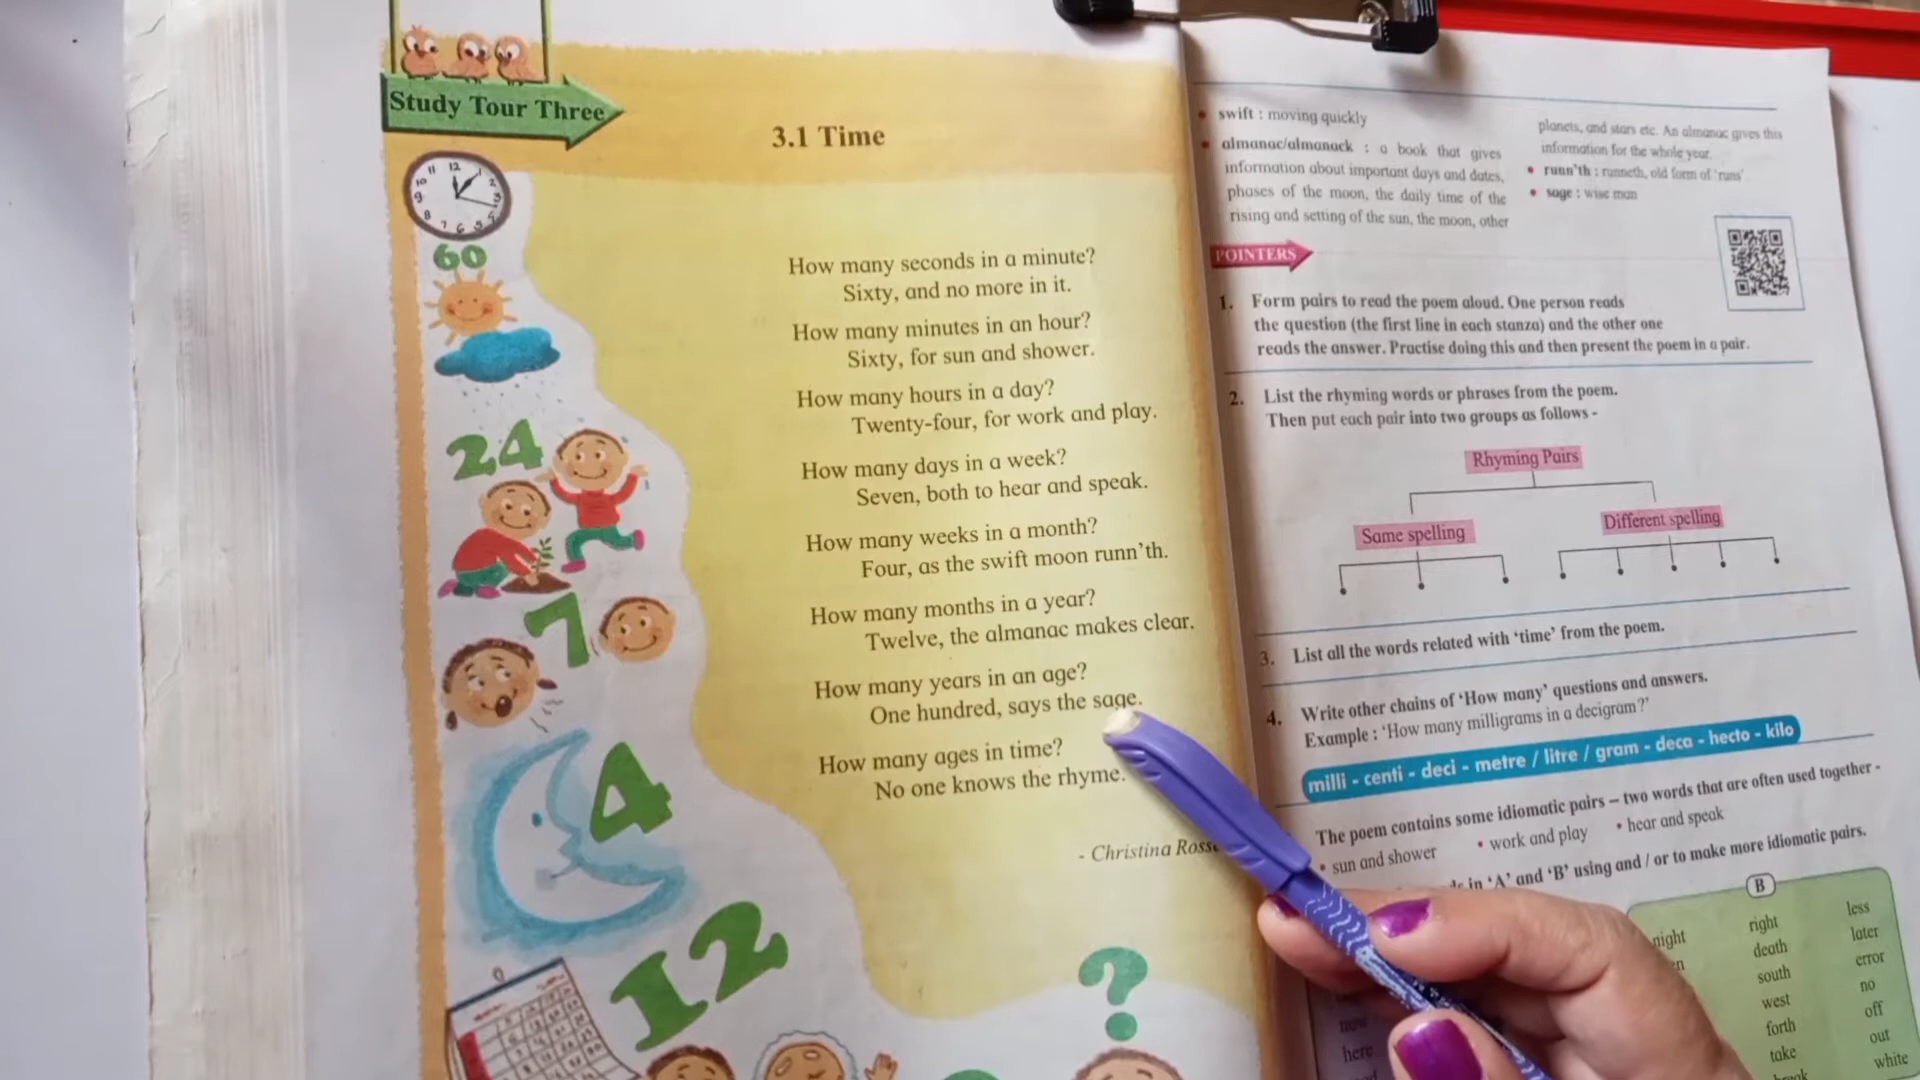 Study Tour Three
3.1 Time
12
60
24
7
4
12
?
How many seconds in a minute?
Sixty, and no more in it.
How many minutes in an hour?
Sixty, for sun and shower.
How many hours in a day?
Twenty-four, for work and play.
How many days in a week?
Seven, both to hear and speak.
How many weeks in a month?
Four, as the swift moon runn'th.
How many months in a year?
Twelve, the almanac makes clear.
How many years in an age?
One hundred, says the sage.
How many ages in time?
No one knows the rhyme.
- Christina
• swift : moving quickly
• almanac/almanack : a book that gives
information about important days and dates,
phases of the moon, the daily time of the
rising and setting of the sun, the moon, other
planets, and stars etc. An almanac gives this
information for the whole year.
• runn'th : runneth, old form of 'runs'
• sage : wise man
POINTERS
1. Form pairs to read the poem aloud. One person reads
the question (the first line in each stanza) and the other one
reads the answer. Practise doing this and then present the poem in a pair.
2. List the rhyming words or phrases from the poem.
Then put each pair into two groups as follows -
Rhyming Pairs
Same spelling
Different spelling
3. List all the words related with 'time' from the poem.
4. Write other chains of 'How many' questions and answers.
Example : 'How many milligrams in a decigram?'
milli - centi - deci - metre / litre / gram - deca - hecto - kilo
The poem contains some idiomatic pairs – two words that are often used together -
• sun and shower • work and play • hear and speak
in 'A' and 'B' using and / or to make more idiomatic pairs.
B
night right less
death later
south error
west no
forth off
here take out
break white